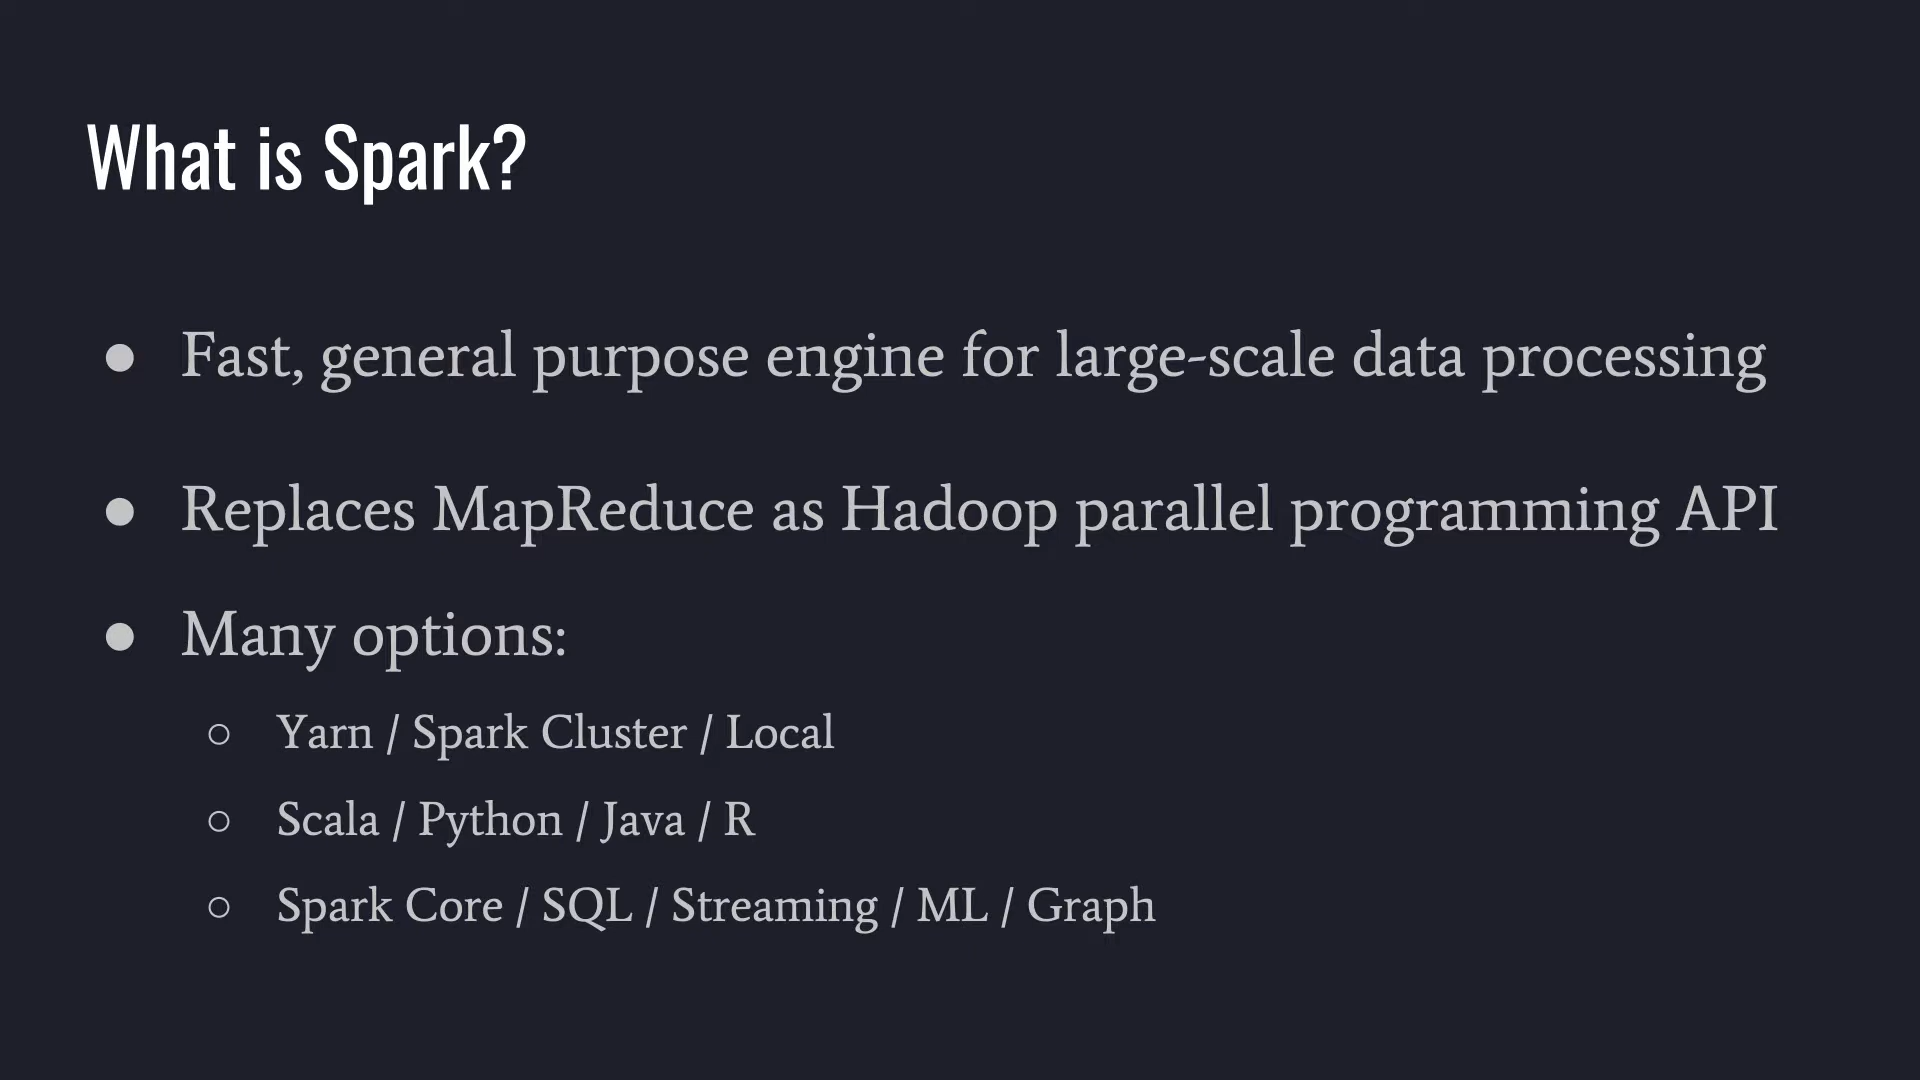 What is Spark?
● Fast, general purpose engine for large-scale data processing
● Replaces MapReduce as Hadoop parallel programming API
● Many options:
○ Yarn / Spark Cluster / Local
○ Scala / Python / Java / R
○ Spark Core / SQL / Streaming / ML / Graph